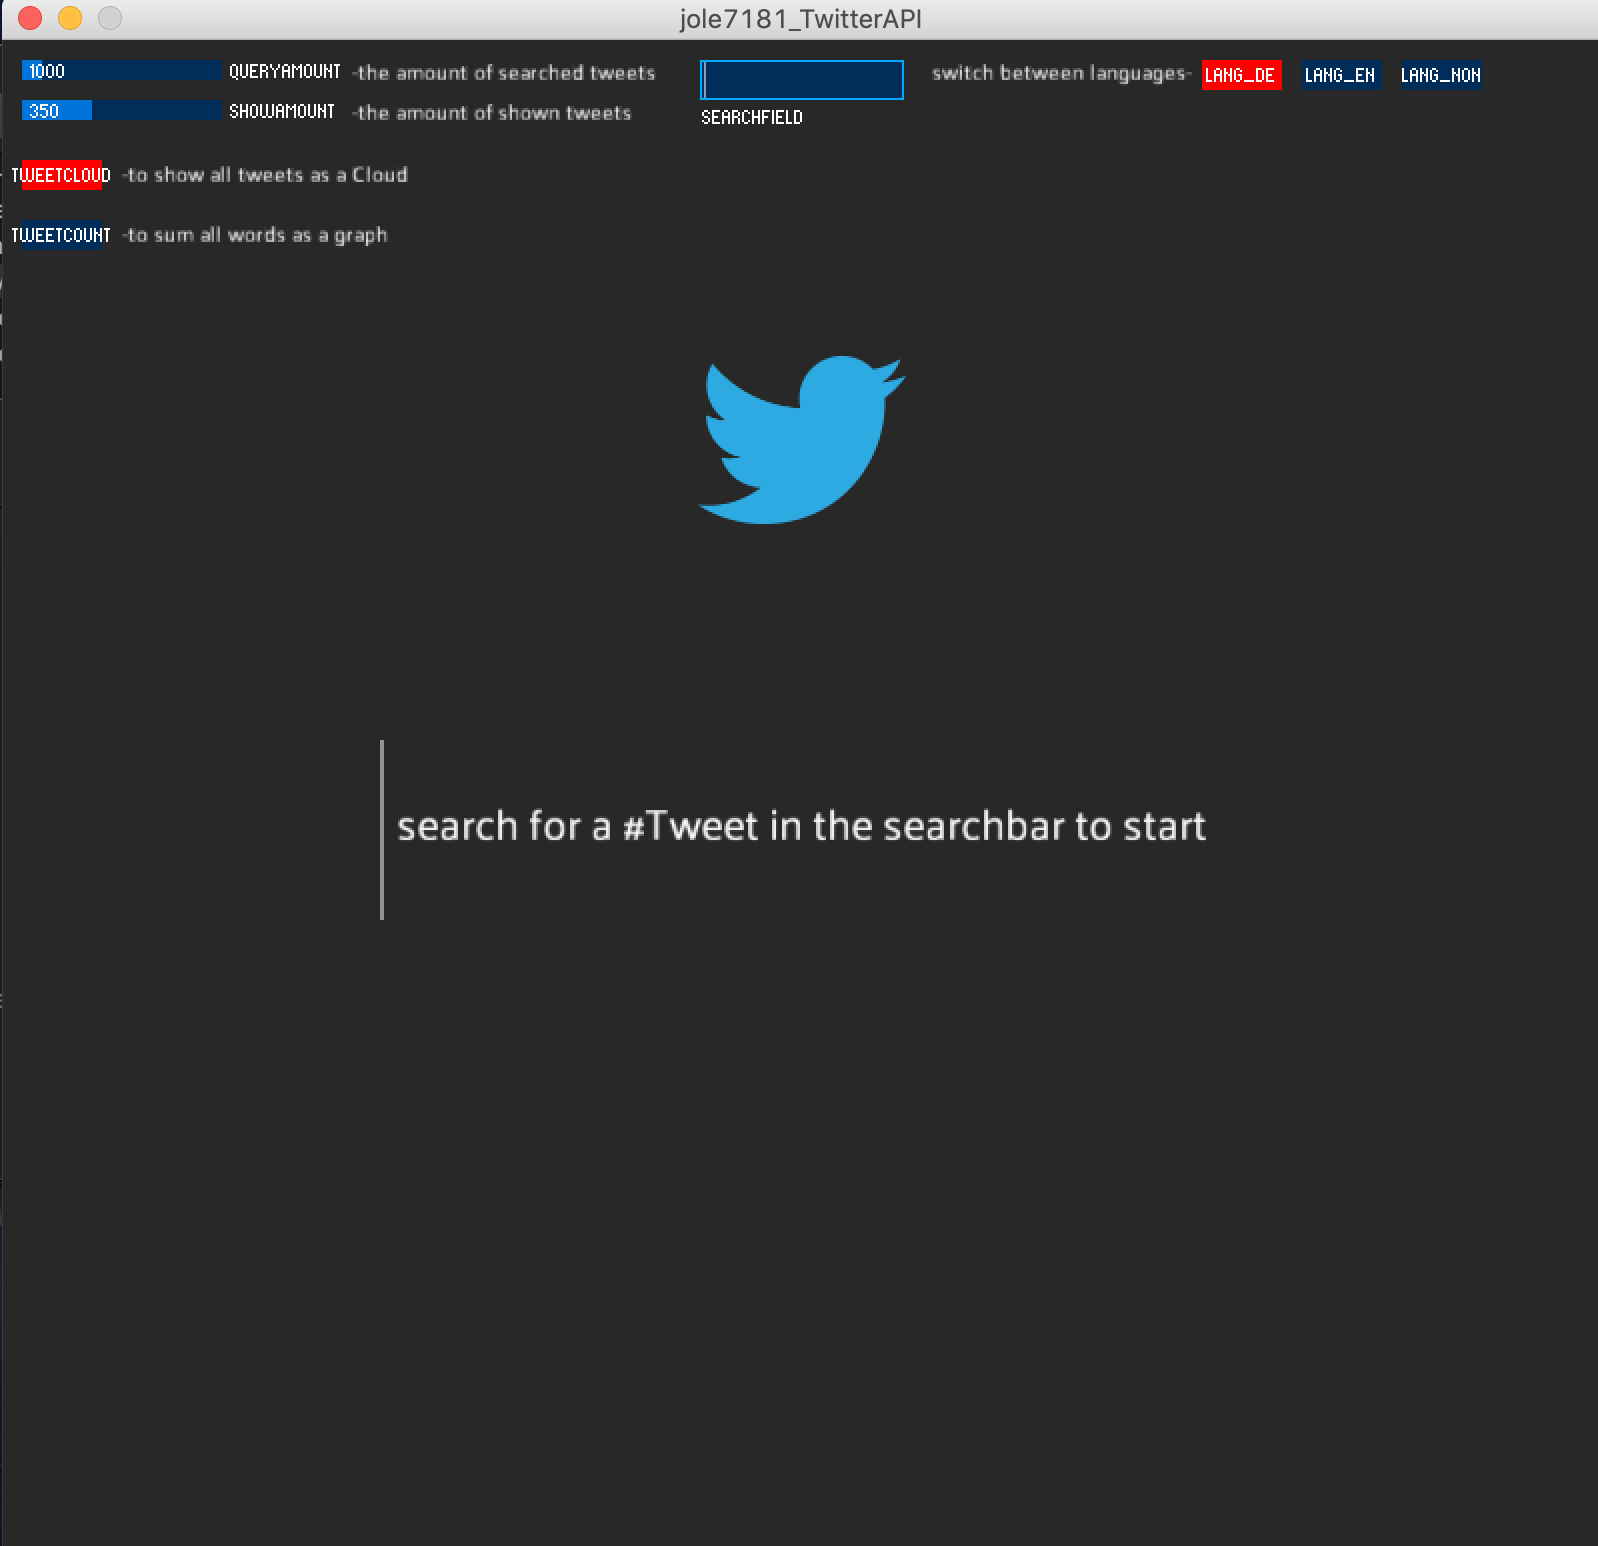 jole7181_TwitterAPI
1000 QUERYAMOUNT -the amount of searched tweets
switch between languages- LANG_DE LANG_EN LANG_NON
350 SHOWAMOUNT -the amount of shown tweets
SEARCHFIELD
TWEETCLOUD -to show all tweets as a Cloud
TWEETCOUNT -to sum all words as a graph
search for a #Tweet in the searchbar to start